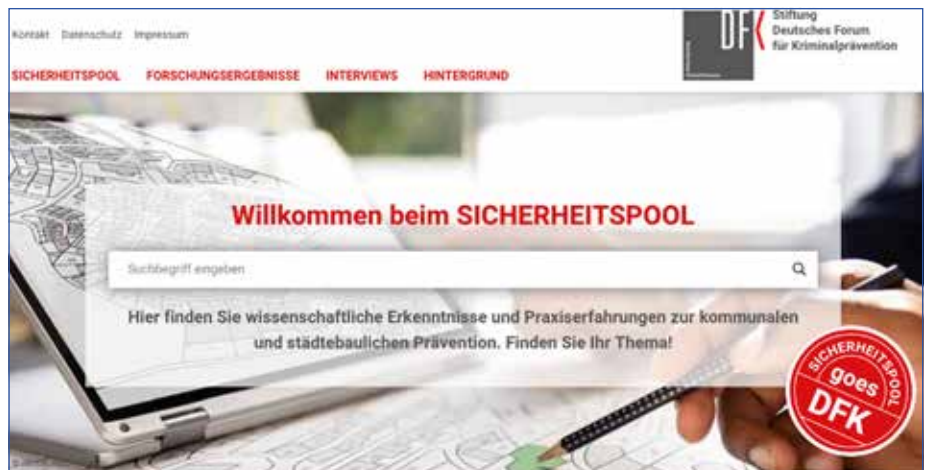 Kontakt Datenschutz Impressum
DFK
Stiftung
Deutsches Forum
für Kriminalprävention
SICHERHEITSPOOL FORSCHUNGSERGEBNISSE INTERVIEWS HINTERGRUND
Willkommen beim SICHERHEITSPOOL
Suchbegriff eingeben
Hier finden Sie wissenschaftliche Erkenntnisse und Praxiserfahrungen zur kommunalen
und städtebaulichen Prävention. Finden Sie Ihr Thema!
SICHERHEITSPOOL
goes
DFK